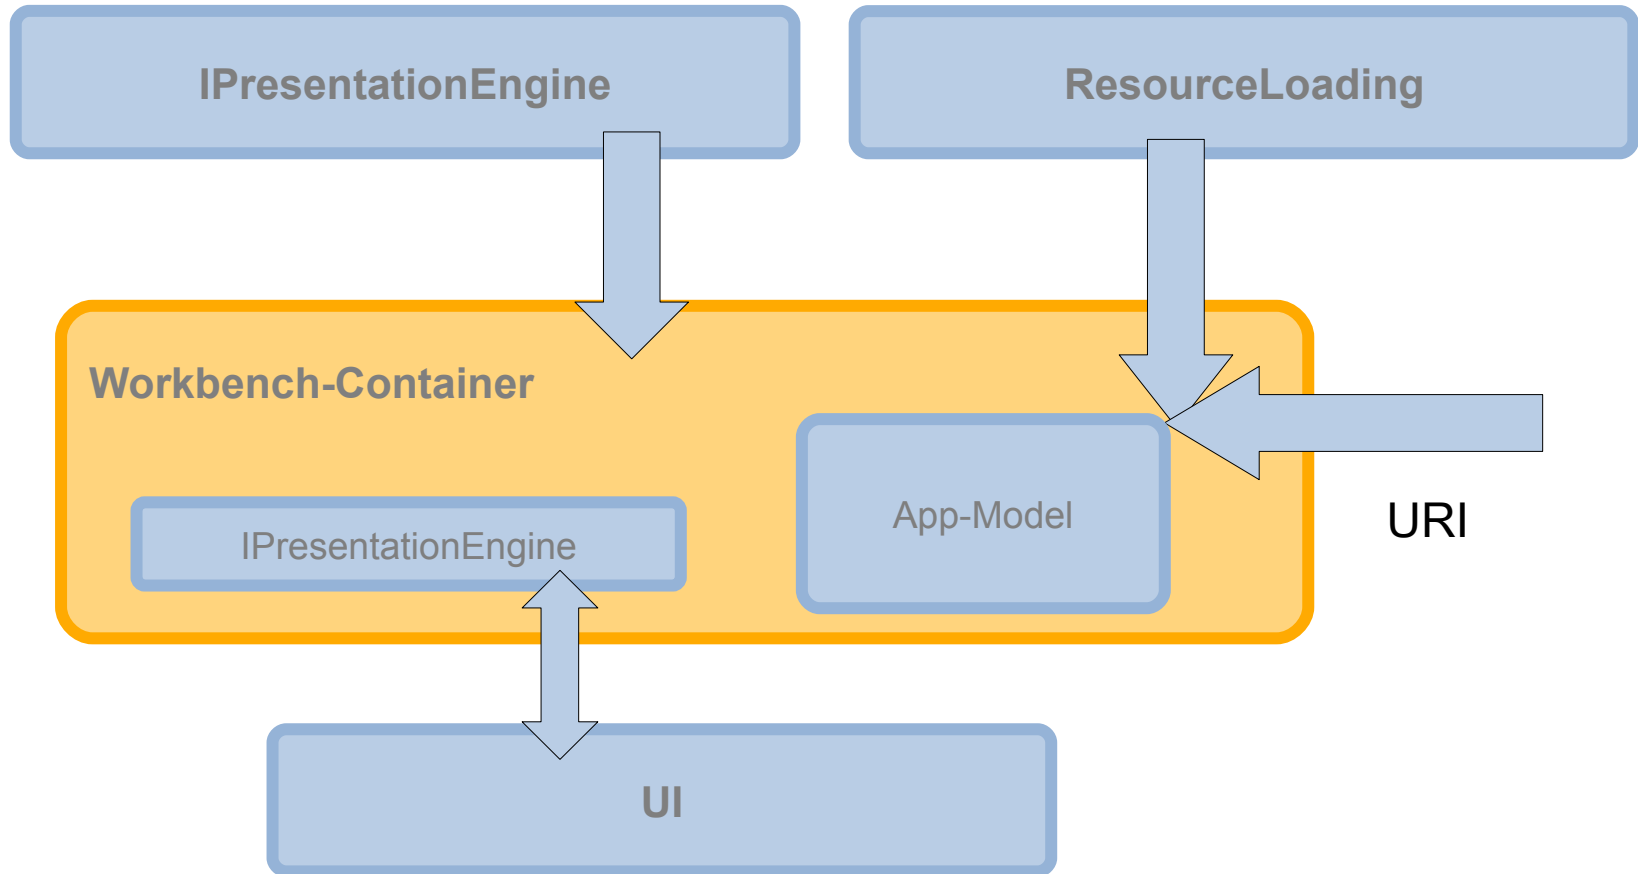 IPresentationEngine
ResourceLoading
Workbench-Container
App-Model
URI
IPresentationEngine
UI